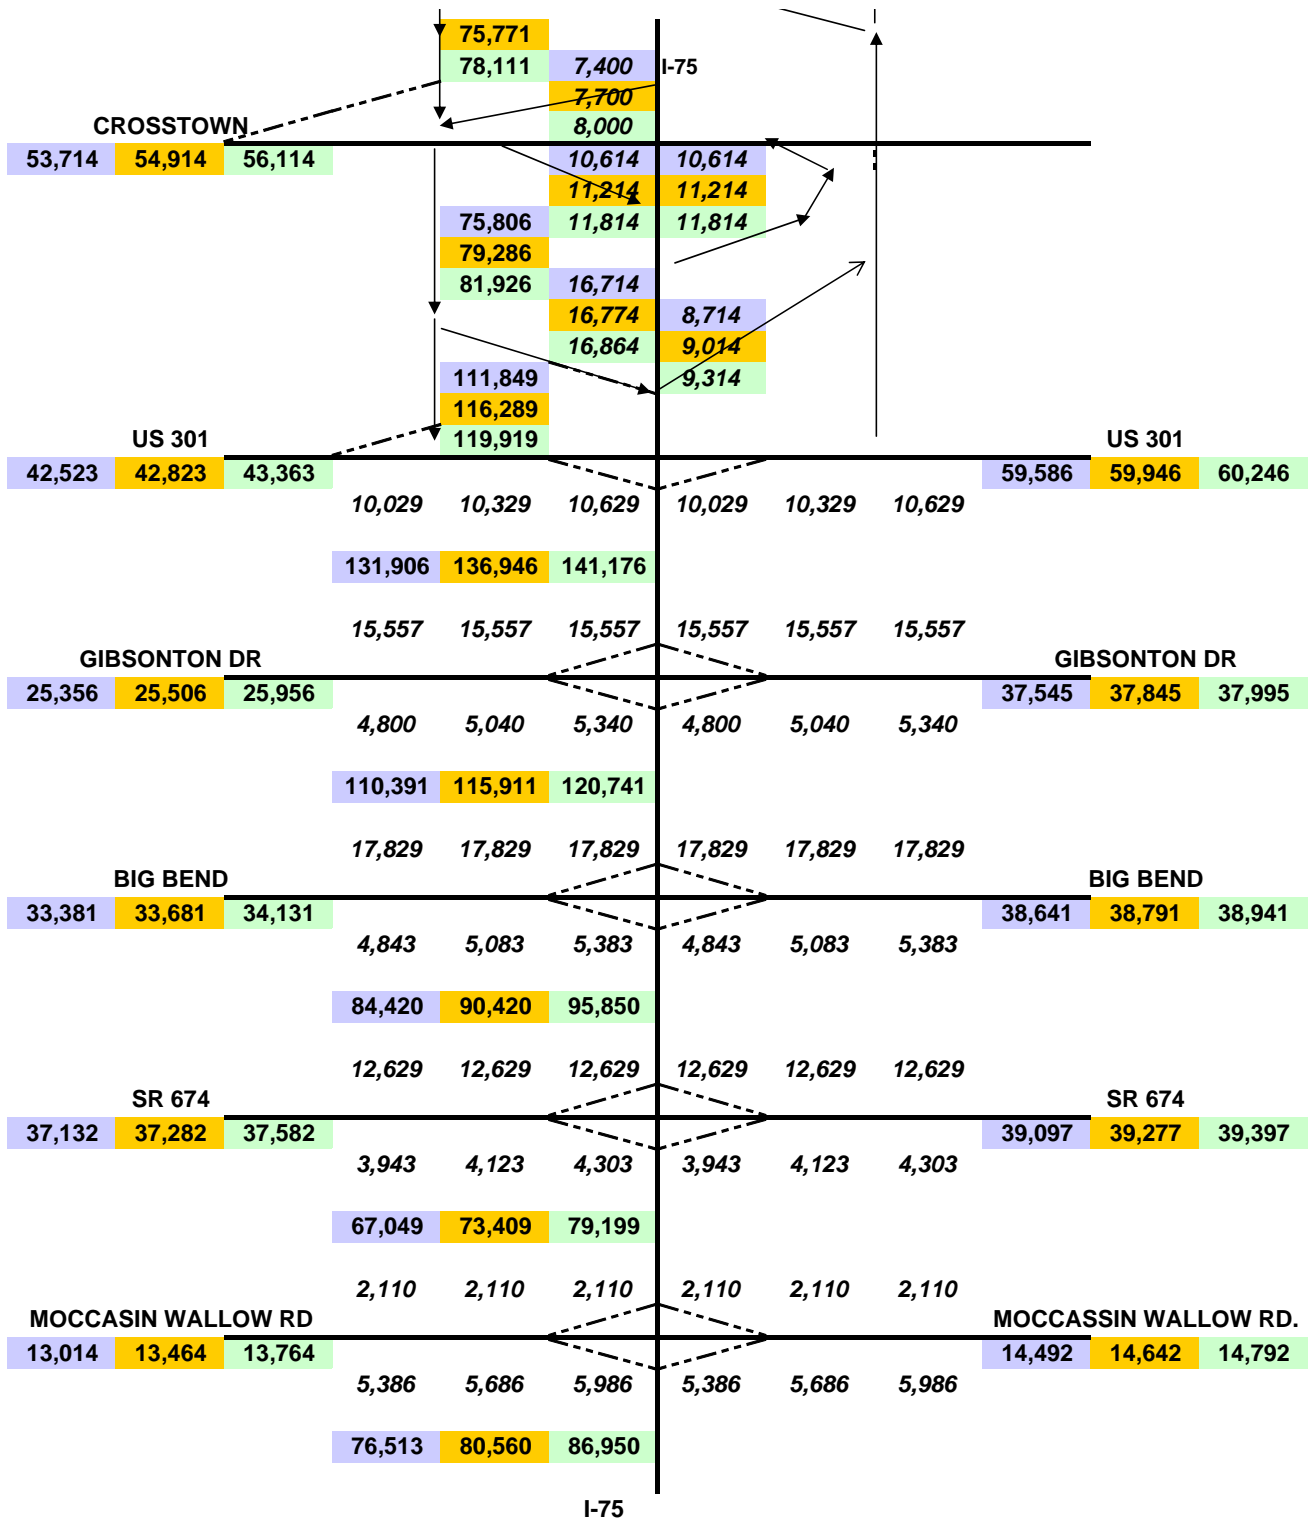 75,771
78,111 7,400 I-75
7,700
CROSSTOWN 8,000
53,714 54,914 56,114 10,614 10,614
11,214 11,214
75,806 11,814 11,814
79,286
81,926 16,714
16,774 8,714
16,864 9,014
111,849 9,314
116,289
US 301 119,919 US 301
42,523 42,823 43,363 59,586 59,946 60,246
10,029 10,329 10,629 10,029 10,329 10,629
131,906 136,946 141,176
15,557 15,557 15,557 15,557 15,557 15,557
GIBSONTON DR GIBSONTON DR
25,356 25,506 25,956 37,545 37,845 37,995
4,800 5,040 5,340 4,800 5,040 5,340
110,391 115,911 120,741
17,829 17,829 17,829 17,829 17,829 17,829
BIG BEND BIG BEND
33,381 33,681 34,131 38,641 38,791 38,941
4,843 5,083 5,383 4,843 5,083 5,383
84,420 90,420 95,850
12,629 12,629 12,629 12,629 12,629 12,629
SR 674 SR 674
37,132 37,282 37,582 39,097 39,277 39,397
3,943 4,123 4,303 3,943 4,123 4,303
67,049 73,409 79,199
2,110 2,110 2,110 2,110 2,110 2,110
MOCCASIN WALLOW RD MOCCASSIN WALLOW RD.
13,014 13,464 13,764 14,492 14,642 14,792
5,386 5,686 5,986 5,386 5,686 5,986
76,513 80,560 86,950
I-75